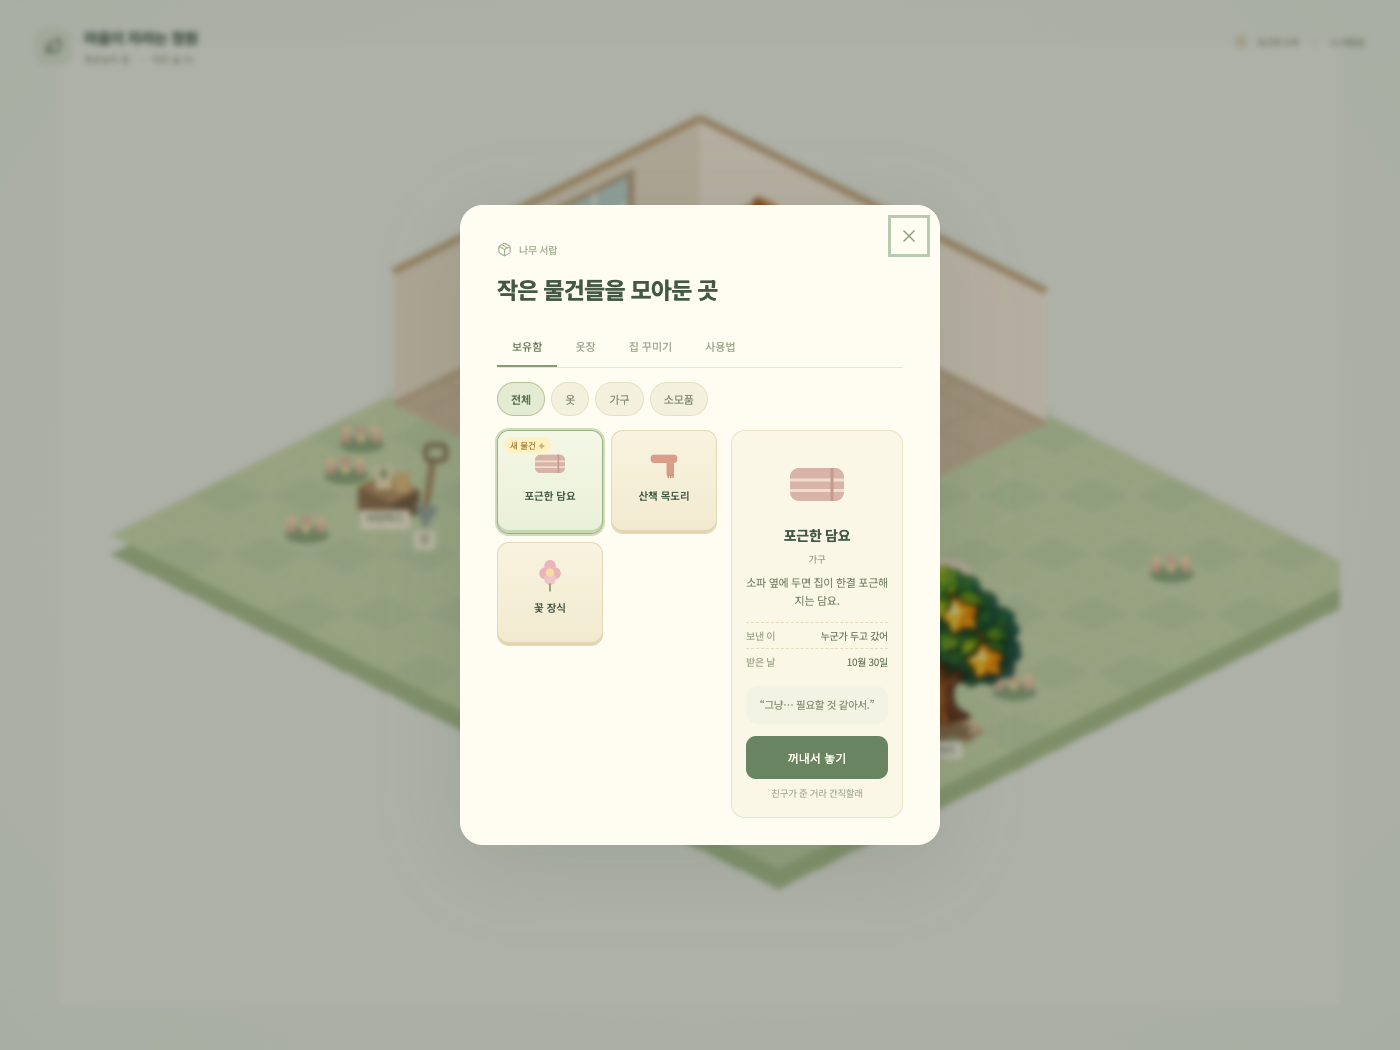 나무 서랍
작은 물건들을 모아둔 곳
보유함 옷장 집 꾸미기 사용법
전체 옷 가구 소모품
새 물건
포근한 담요
산책 목도리
꽃 장식
포근한 담요
가구
소파 옆에 두면 집이 한결 포근해
지는 담요.
보낸 이 누군가 두고 갔어
받은 날 10월 30일
“그냥… 필요할 것 같아서.”
꺼내서 놓기
친구가 준 거라 간직할래